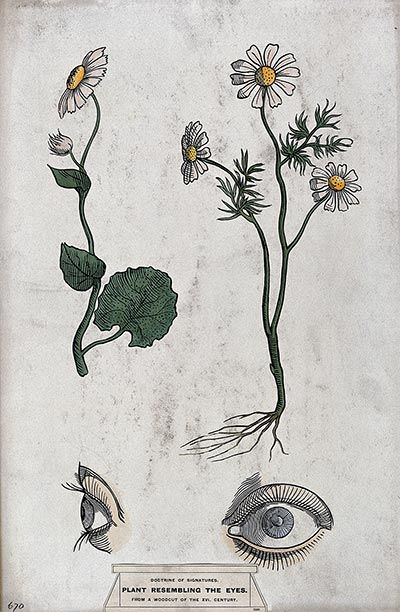 DOCTRINE OF SIGNATURES.
PLANT RESEMBLING THE EYES.
FROM A WOODCUT OF THE XVI. CENTURY.
670